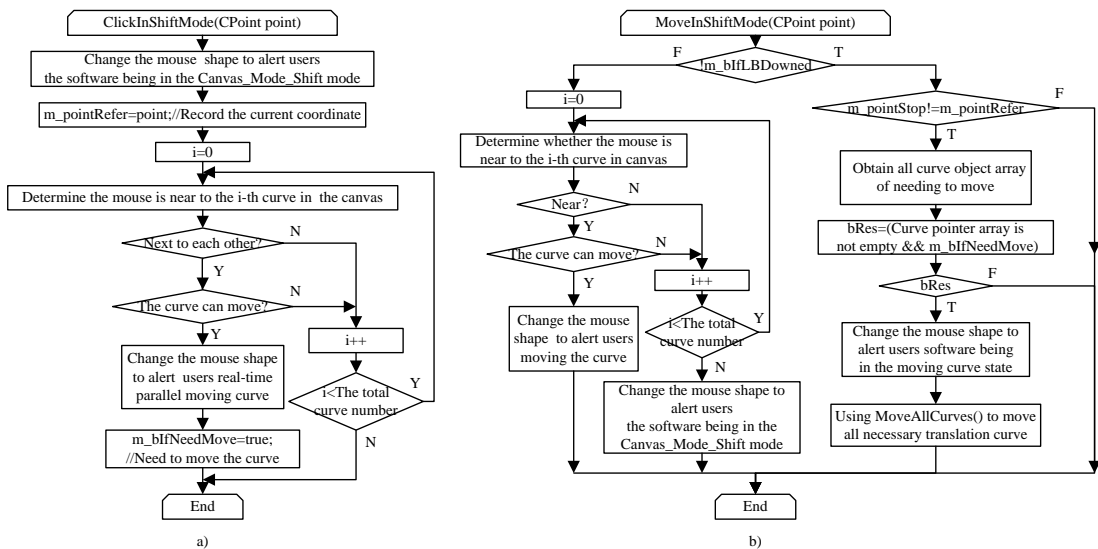 ClickInShiftMode(CPoint point)
Change the mouse shape to alert users
the software being in the Canvas_Mode_Shift mode
m_pointRefer=point;//Record the current coordinate
i=0
Determine the mouse is near to the i-th curve in the canvas
Next to each other?
N
Y
The curve can move?
N
Y
i++
Change the mouse shape
to alert users real-time
parallel moving curve
i<The total
curve number
Y
N
m_bIfNeedMove=true;
//Need to move the curve
End
a)
MoveInShiftMode(CPoint point)
F
T
!m_bIfLBDowned
i=0
Determine whether the mouse is
near to the i-th curve in canvas
Near?
N
Y
The curve can move?
N
Y
i++
Change the mouse
shape to alert users
moving the curve
i<The total
curve number
Y
N
Change the mouse shape to
alert users
the software being in the
Canvas_Mode_Shift mode
m_pointStop!=m_pointRefer
F
T
Obtain all curve object array
of needing to move
bRes=(Curve pointer array is
not empty && m_bIfNeedMove)
bRes
F
T
Change the mouse shape to
alert users software being
in the moving curve state
Using MoveAllCurves() to move
all necessary translation curve
End
b)